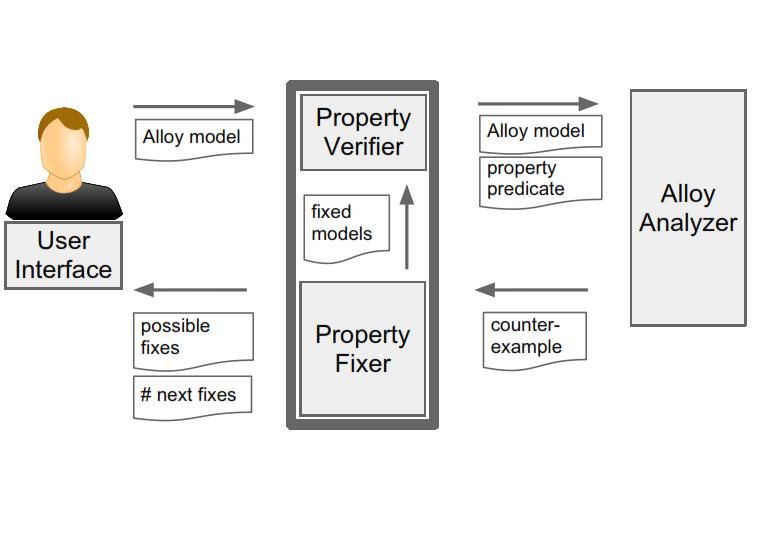 Alloy model
Property
Verifier
Alloy model
property
predicate
Alloy
Analyzer
fixed
models
User
Interface
possible
fixes
# next fixes
Property
Fixer
counter-
example